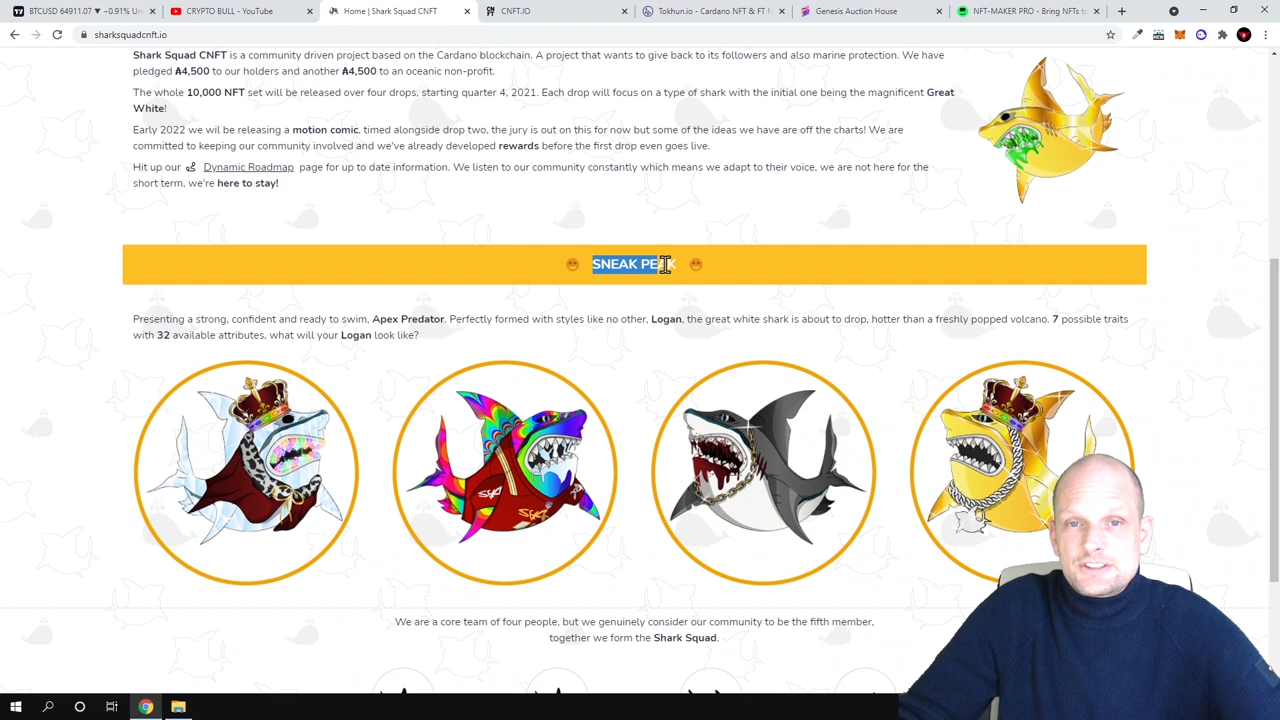 BTCUSD 64911.07 ▼ −0.91% Un
CRYPTO BULL - YouTube
Home | Shark Squad CNFT
CNFT.IO
Tokhun.io - Cardano NFT & FT M
Genesis Auction House
NFT-MAKER PRO - Bring NFTs to
sharksquadcnft.io
Shark Squad CNFT is a community driven project based on the Cardano blockchain. A project that wants to give back to its followers and also marine protection. We have
pledged ₳4,500 to our holders and another ₳4,500 to an oceanic non-profit.
The whole 10,000 NFT set will be released over four drops, starting quarter 4, 2021. Each drop will focus on a type of shark with the initial one being the magnificent Great
White!
Early 2022 we wil be releasing a motion comic, timed alongside drop two, the jury is out on this for now but some of the ideas we have are off the charts! We are
committed to keeping our community involved and we've already developed rewards before the first drop even goes live.
Hit up our Dynamic Roadmap page for up to date information. We listen to our community constantly which means we adapt to their voice, we are not here for the
short term, we're here to stay!
SNEAK PEAK
Presenting a strong, confident and ready to swim, Apex Predator. Perfectly formed with styles like no other, Logan, the great white shark is about to drop, hotter than a freshly popped volcano. 7 possible traits
with 32 available attributes, what will your Logan look like?
We are a core team of four people, but we genuinely consider our community to be the fifth member,
together we form the Shark Squad.